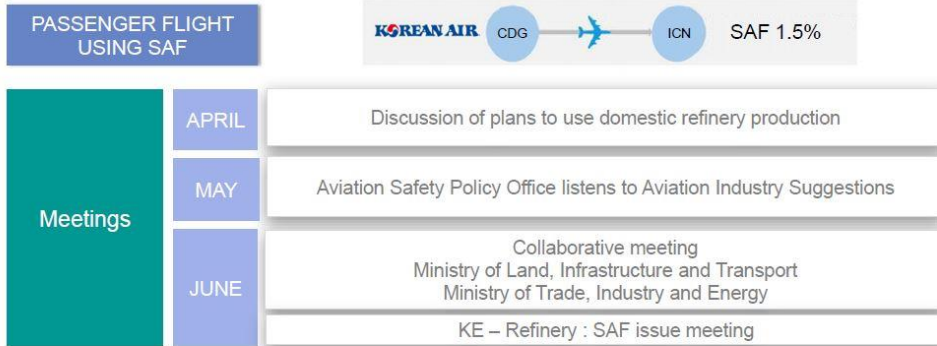 PASSENGER FLIGHT
USING SAF
KOREAN AIR CDG ICN SAF 1.5%
Meetings
APRIL
Discussion of plans to use domestic refinery production
MAY
Aviation Safety Policy Office listens to Aviation Industry Suggestions
JUNE
Collaborative meeting
Ministry of Land, Infrastructure and Transport
Ministry of Trade, Industry and Energy
KE – Refinery : SAF issue meeting